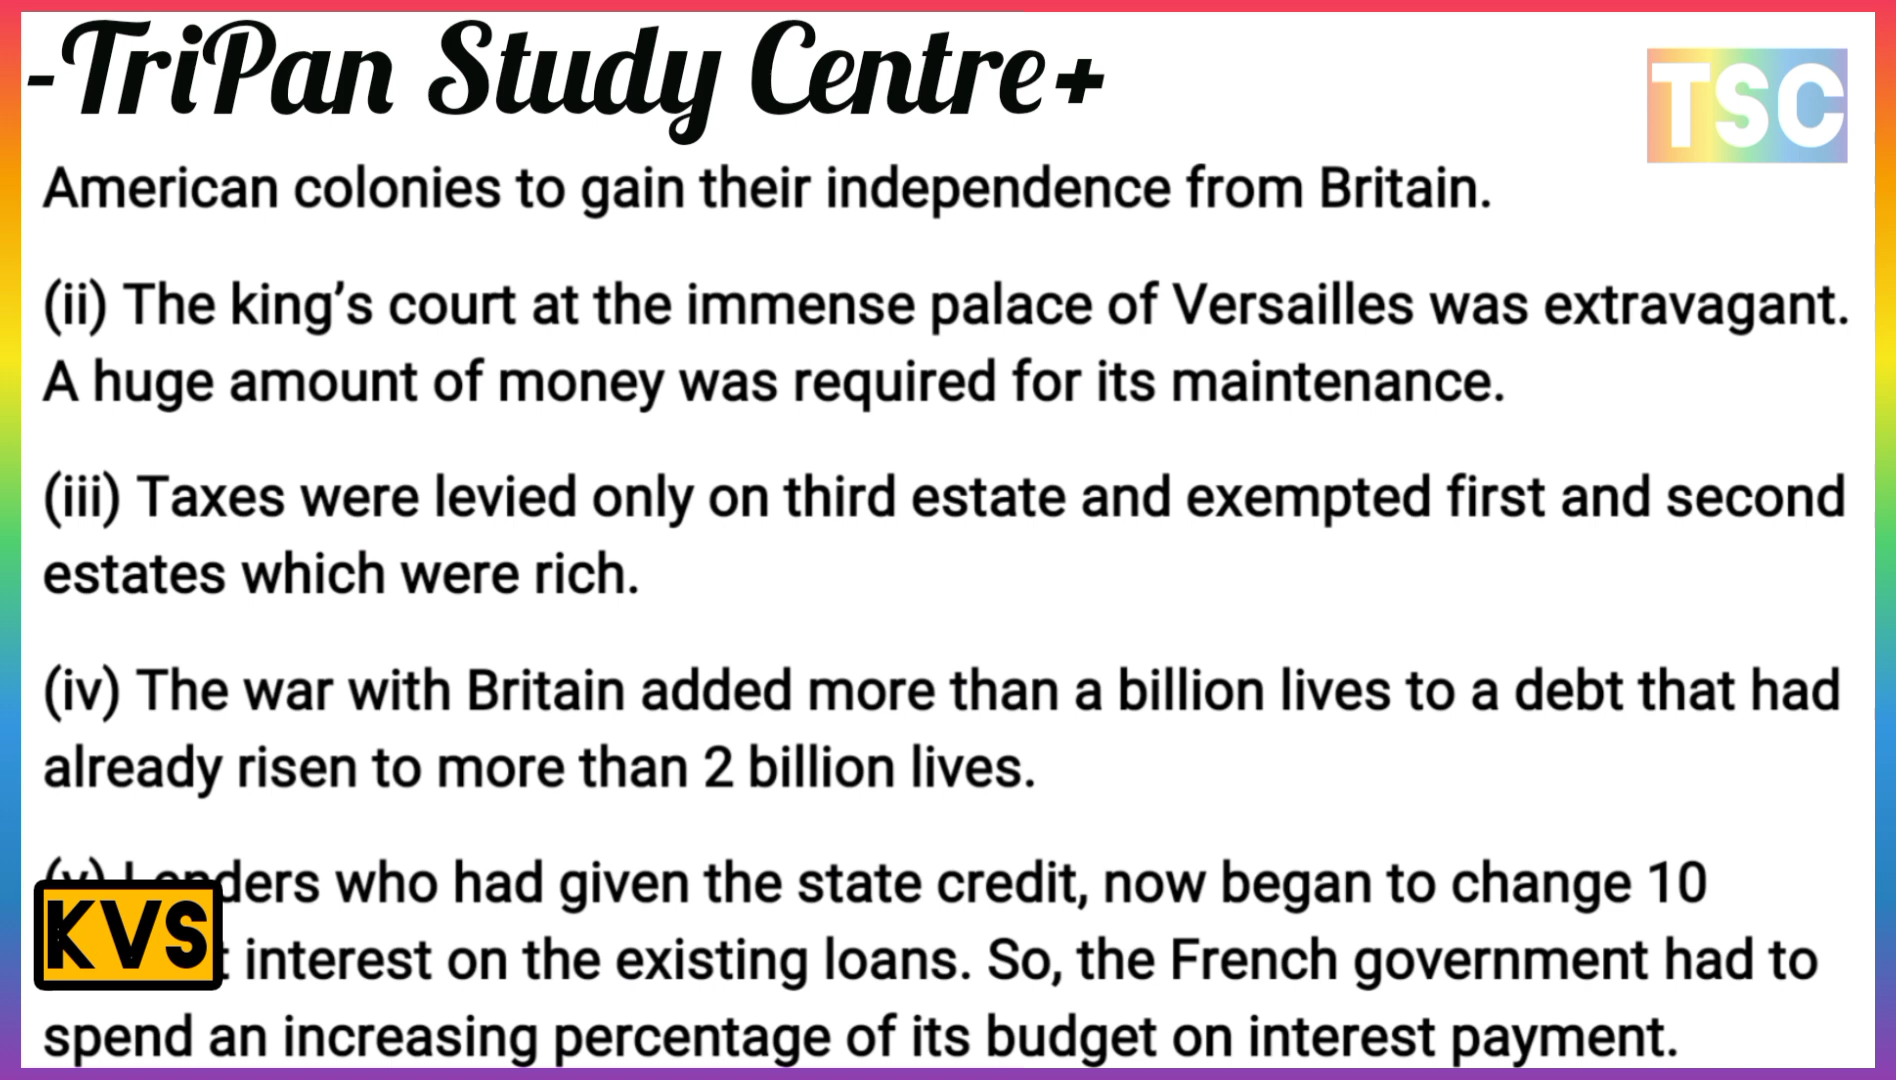 -TriPan Study Centre+
TSC
American colonies to gain their independence from Britain.
(ii) The king’s court at the immense palace of Versailles was extravagant.
A huge amount of money was required for its maintenance.
(iii) Taxes were levied only on third estate and exempted first and second
estates which were rich.
(iv) The war with Britain added more than a billion lives to a debt that had
already risen to more than 2 billion lives.
(v) Lenders who had given the state credit, now began to change 10
KVS
interest on the existing loans. So, the French government had to
spend an increasing percentage of its budget on interest payment.